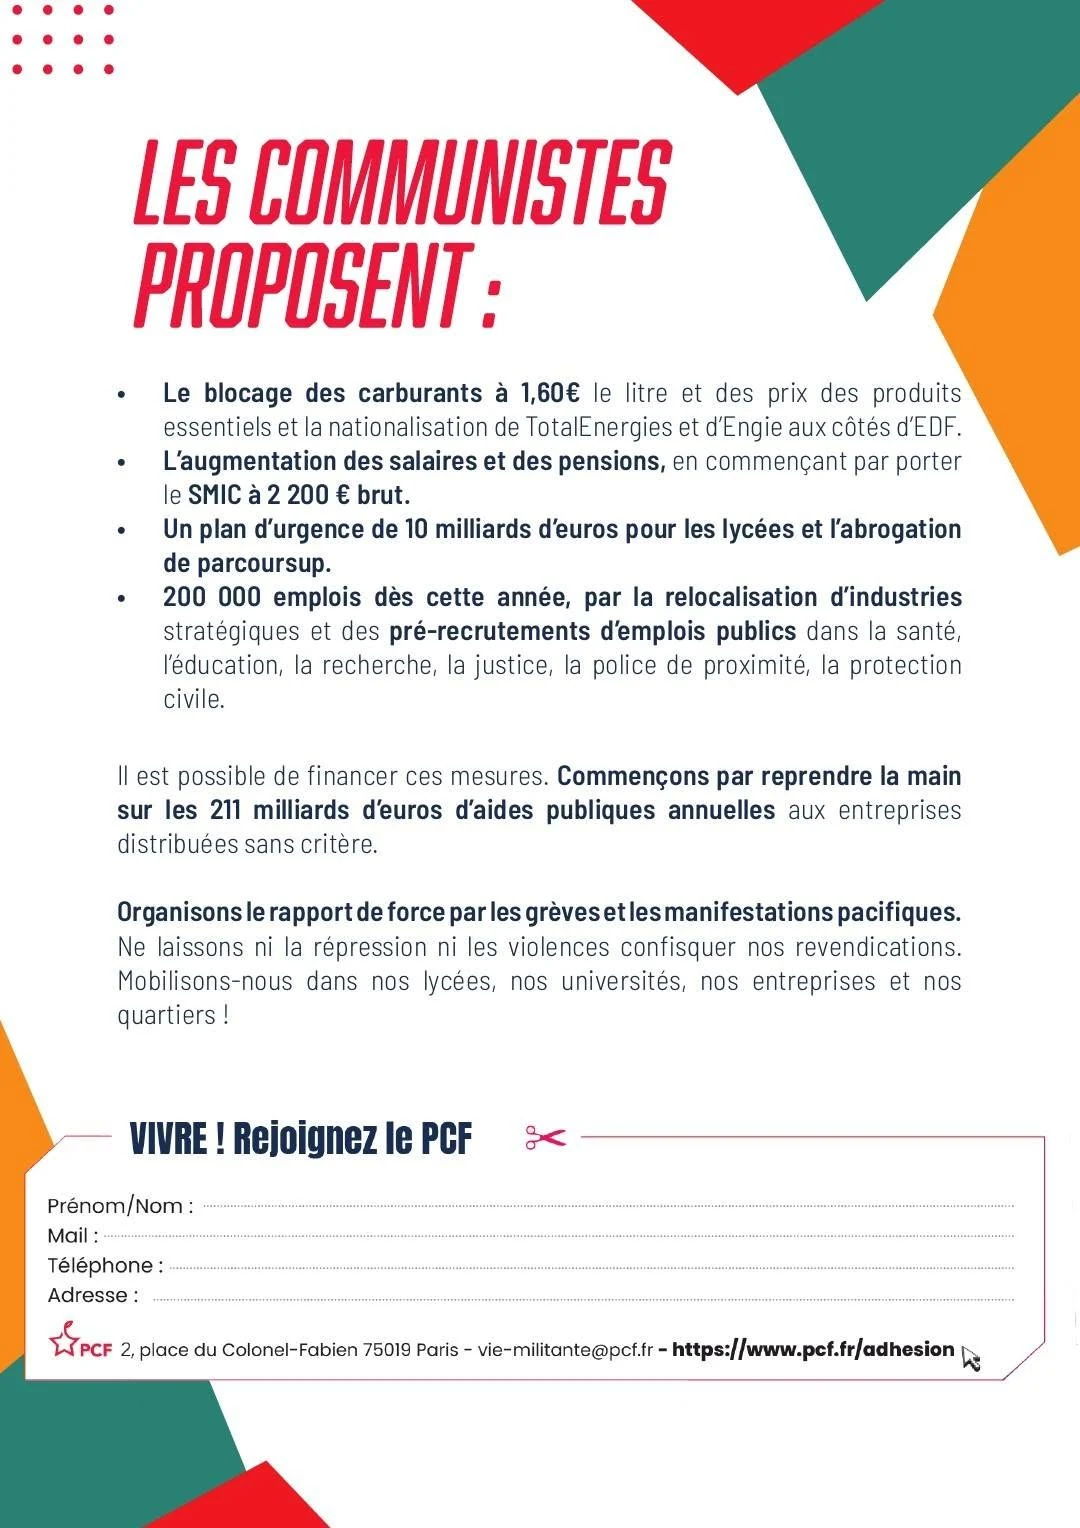 LES COMMUNISTES
PROPOSENT :
• Le blocage des carburants à 1,60€ le litre et des prix des produits
essentiels et la nationalisation de TotalEnergies et d’Engie aux côtés d’EDF.
• L’augmentation des salaires et des pensions, en commençant par porter
le SMIC à 2 200 € brut.
• Un plan d’urgence de 10 milliards d’euros pour les lycées et l’abrogation
de parcoursup.
• 200 000 emplois dès cette année, par la relocalisation d’industries
stratégiques et des pré-recrutements d’emplois publics dans la santé,
l’éducation, la recherche, la justice, la police de proximité, la protection
civile.
Il est possible de financer ces mesures. Commençons par reprendre la main
sur les 211 milliards d’euros d’aides publiques annuelles aux entreprises
distribuées sans critère.
Organisons le rapport de force par les grèves et les manifestations pacifiques.
Ne laissons ni la répression ni les violences confisquer nos revendications.
Mobilisons-nous dans nos lycées, nos universités, nos entreprises et nos
quartiers !
VIVRE ! Rejoignez le PCF
Prénom/Nom :
Mail :
Téléphone :
Adresse :
PCF 2, place du Colonel-Fabien 75019 Paris - vie-militante@pcf.fr - https://www.pcf.fr/adhesion